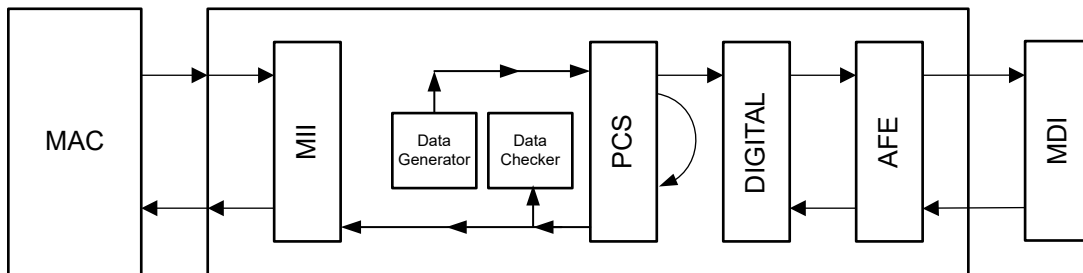 MAC
MII
Data
Generator
Data
Checker
PCS
DIGITAL
AFE
MDI